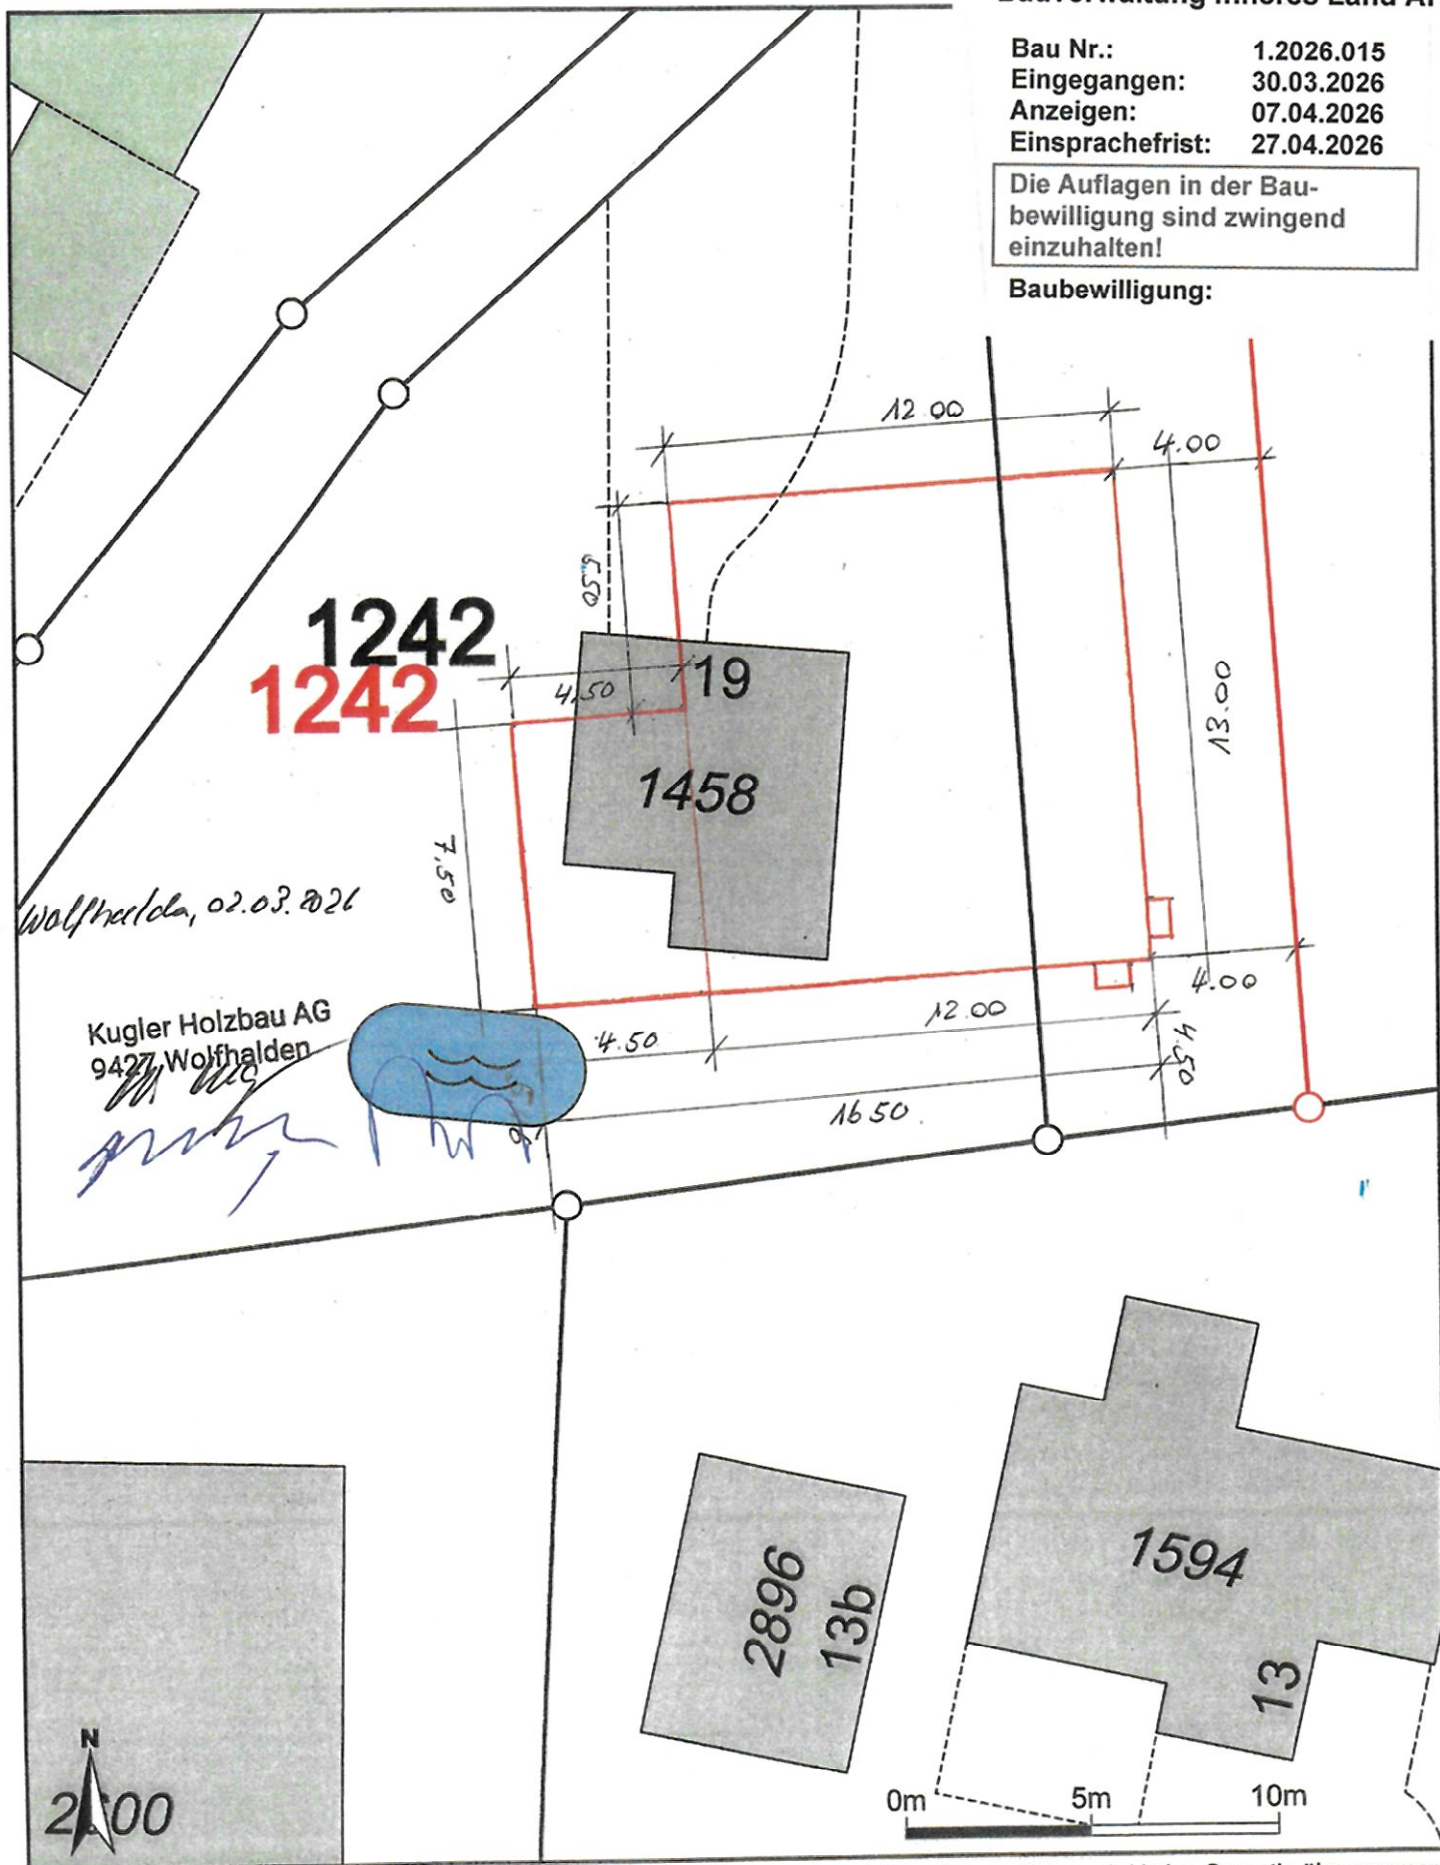 Bau Nr.: 1.2026.015
Eingegangen: 30.03.2026
Anzeigen: 07.04.2026
Einsprachefrist: 27.04.2026
Die Auflagen in der Bau-
bewilligung sind zwingend
einzuhalten!
Baubewilligung:
12.00
4.00
5.50
1242
1242
4.50
19
1458
13.00
7.50
02.03.2026
4.00
Kugler Holzbau AG
9427 Wolfhalden
4.50
12.00
4.50
16.50
1594
2896
13b
13
N
0m 5m 10m